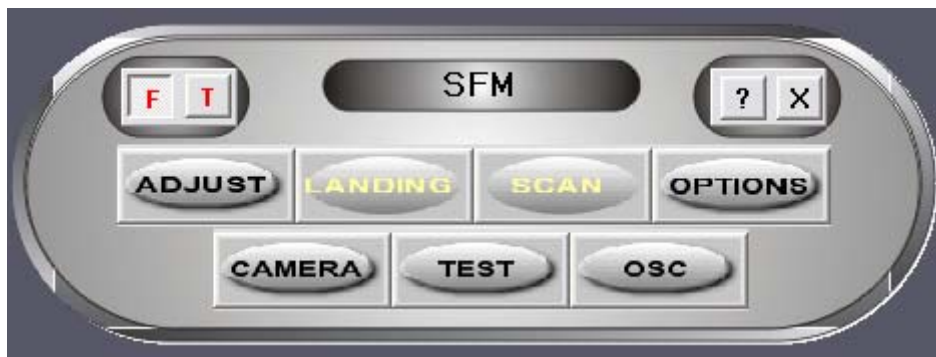 F T SFM ? X
ADJUST LANDING SCAN OPTIONS
CAMERA TEST OSC